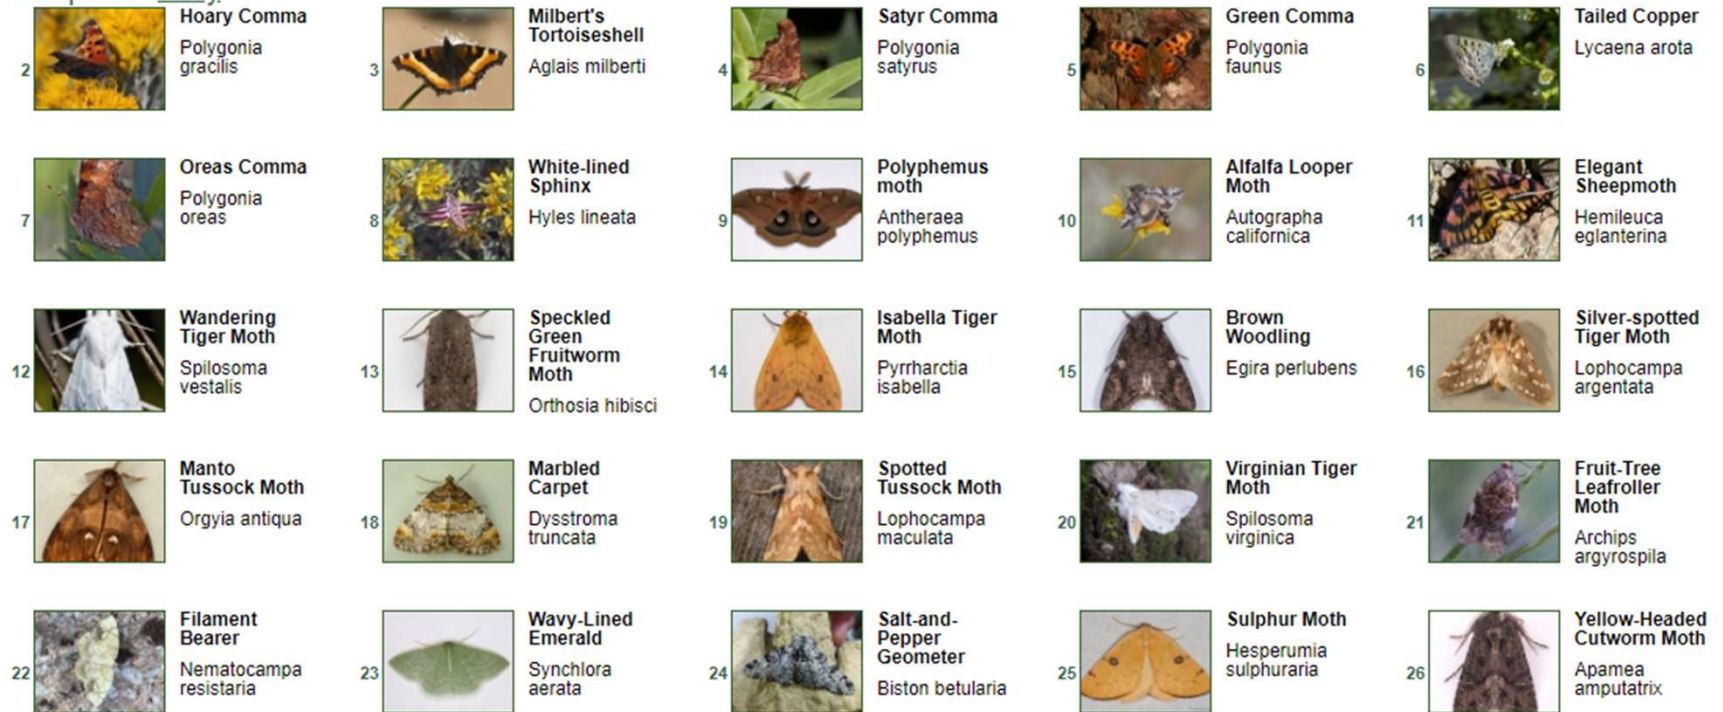 2
Hoary Comma
Polygonia
gracilis
3
Milbert's
Tortoiseshell
Aglais milberti
4
Satyr Comma
Polygonia
satyrus
5
Green Comma
Polygonia
faunus
6
Tailed Copper
Lycaena arota
7
Oreas Comma
Polygonia
oreas
8
White-lined
Sphinx
Hyles lineata
9
Polyphemus
moth
Antheraea
polyphemus
10
Alfalfa Looper
Moth
Autographa
californica
11
Elegant
Sheepmoth
Hemileuca
eglanterina
12
Wandering
Tiger Moth
Spilosoma
vestalis
13
Speckled
Green
Fruitworm
Moth
Orthosia hibisci
14
Isabella Tiger
Moth
Pyrrharctia
isabella
15
Brown
Woodling
Egira perlubens
16
Silver-spotted
Tiger Moth
Lophocampa
argentata
17
Manto
Tussock Moth
Orgyia antiqua
18
Marbled
Carpet
Dysstroma
truncata
19
Spotted
Tussock Moth
Lophocampa
maculata
20
Virginian Tiger
Moth
Spilosoma
virginica
21
Fruit-Tree
Leafroller
Moth
Archips
argyrospila
22
Filament
Bearer
Nematocampa
resistaria
23
Wavy-Lined
Emerald
Synchlora
aerata
24
Salt-and-
Pepper
Geometer
Biston betularia
25
Sulphur Moth
Hesperumia
sulphuraria
26
Yellow-Headed
Cutworm Moth
Apamea
amputatrix